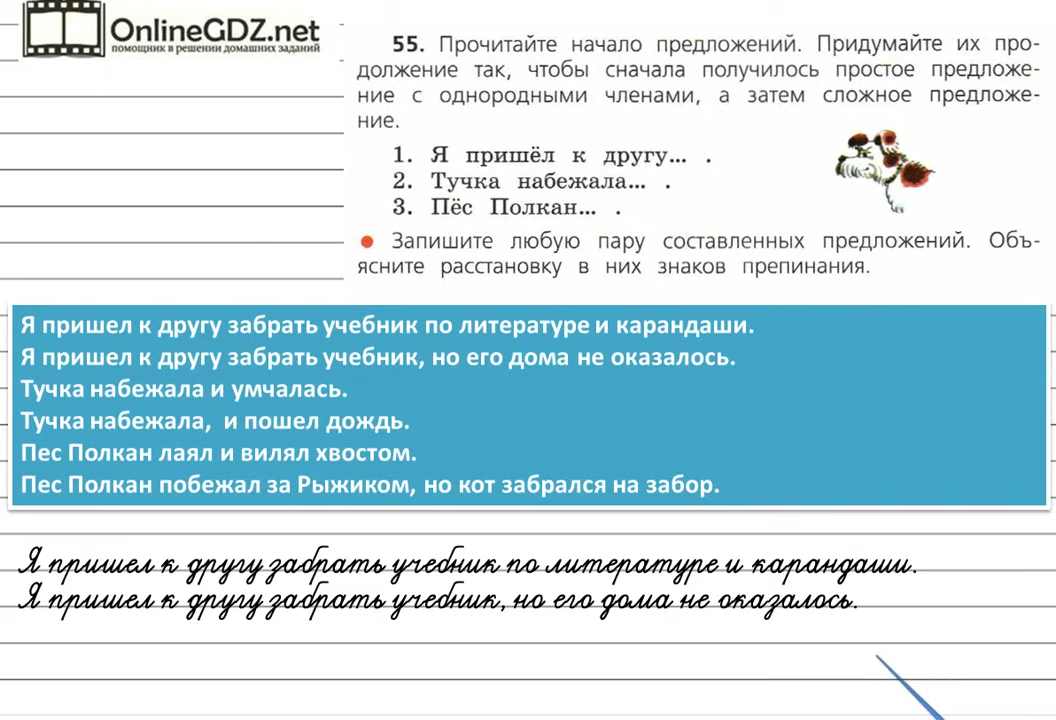 OnlineGDZ.net
помощник в решении домашних заданий
55. Прочитайте начало предложений. Придумайте их про-
должение так, чтобы сначала получилось простое предложе-
ние с однородными членами, а затем сложное предложе-
ние.
1. Я пришёл к другу... .
2. Тучка набежала... .
3. Пёс Полкан... .
● Запишите любую пару составленных предложений. Объ-
ясните расстановку в них знаков препинания.
Я пришел к другу забрать учебник по литературе и карандаши.
Я пришел к другу забрать учебник, но его дома не оказалось.
Тучка набежала и умчалась.
Тучка набежала,  и пошел дождь.
Пес Полкан лаял и вилял хвостом.
Пес Полкан побежал за Рыжиком, но кот забрался на забор.
Я пришел к другу забрать учебник по литературе и карандаши.
Я пришел к другу забрать учебник, но его дома не оказалось.